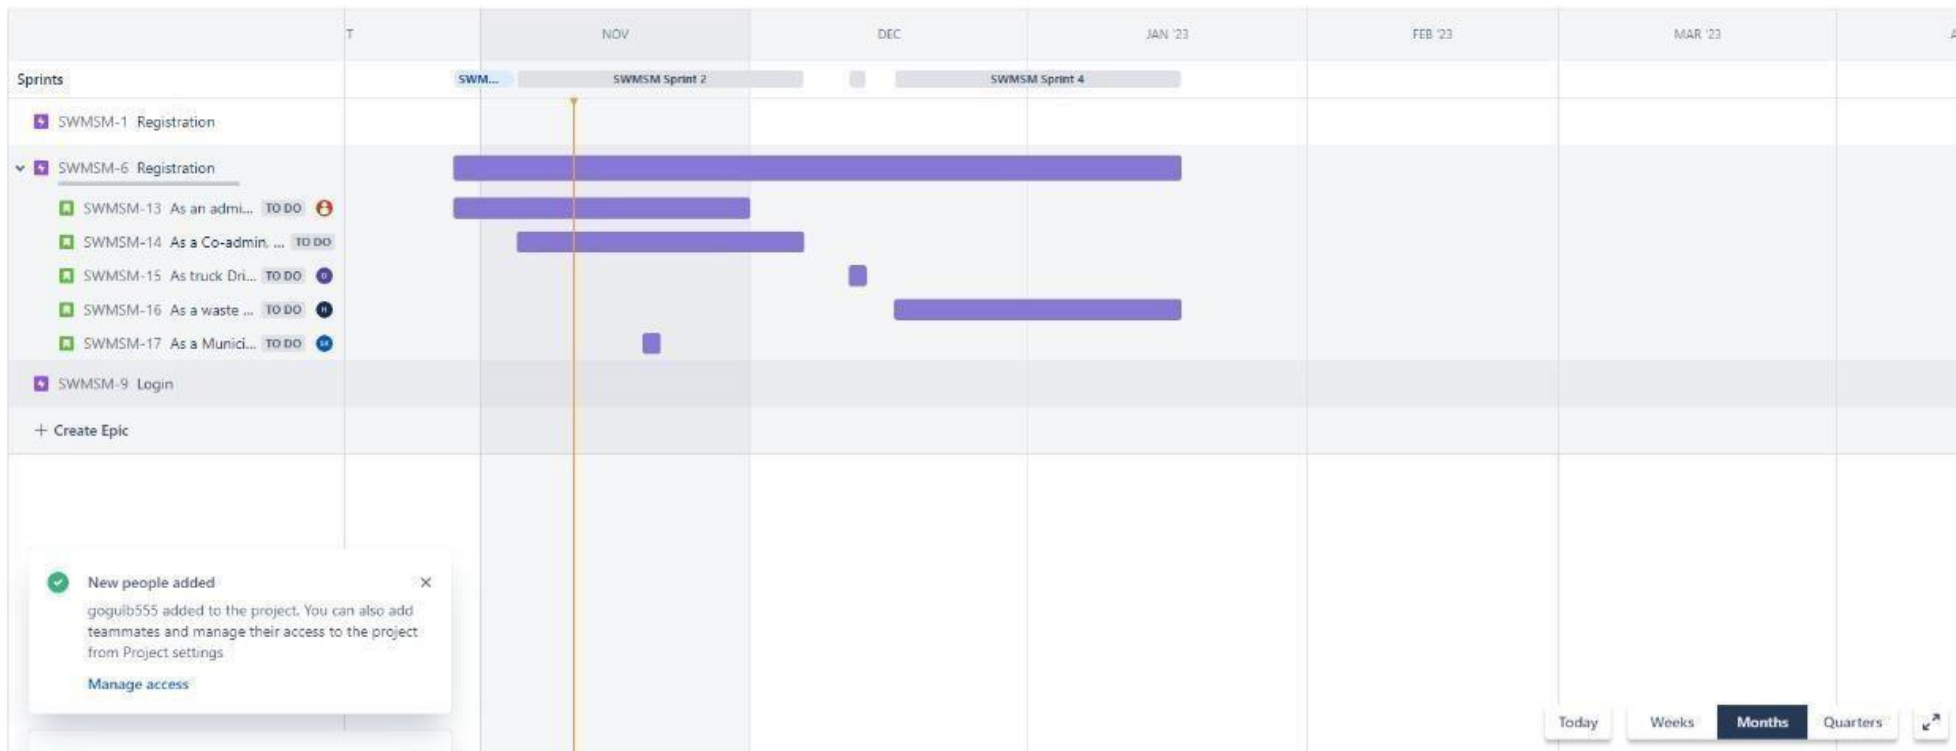 T NOV DEC JAN '23 FEB '23 MAR '23
Sprints SWM... SWMSM Sprint 2 SWMSM Sprint 4
SWMSM-1 Registration
SWMSM-6 Registration
SWMSM-13 As an admi... TO DO
SWMSM-14 As a Co-admin, ... TO DO
SWMSM-15 As truck Dri... TO DO
SWMSM-16 As a waste ... TO DO H
SWMSM-17 As a Munici... TO DO
SWMSM-9 Login
+ Create Epic
New people added
gogulb555 added to the project. You can also add
teammates and manage their access to the project
from Project settings
Manage access
Today Weeks Months Quarters